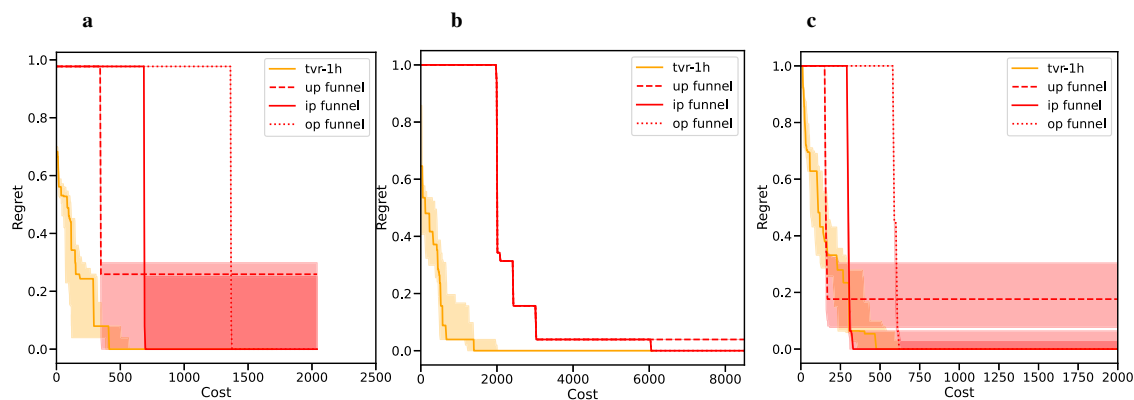 a
1.0
0.8
0.6
0.4
0.2
0.0
Regret
0 500 1000 1500 2000 2500
Cost
tvr-1h
up funnel
ip funnel
op funnel
b
1.0
0.8
0.6
0.4
0.2
0.0
Regret
0 2000 4000 6000 8000
Cost
tvr-1h
up funnel
ip funnel
op funnel
c
1.0
0.8
0.6
0.4
0.2
0.0
Regret
0 250 500 750 1000 1250 1500 1750 2000
Cost
tvr-1h
up funnel
ip funnel
op funnel